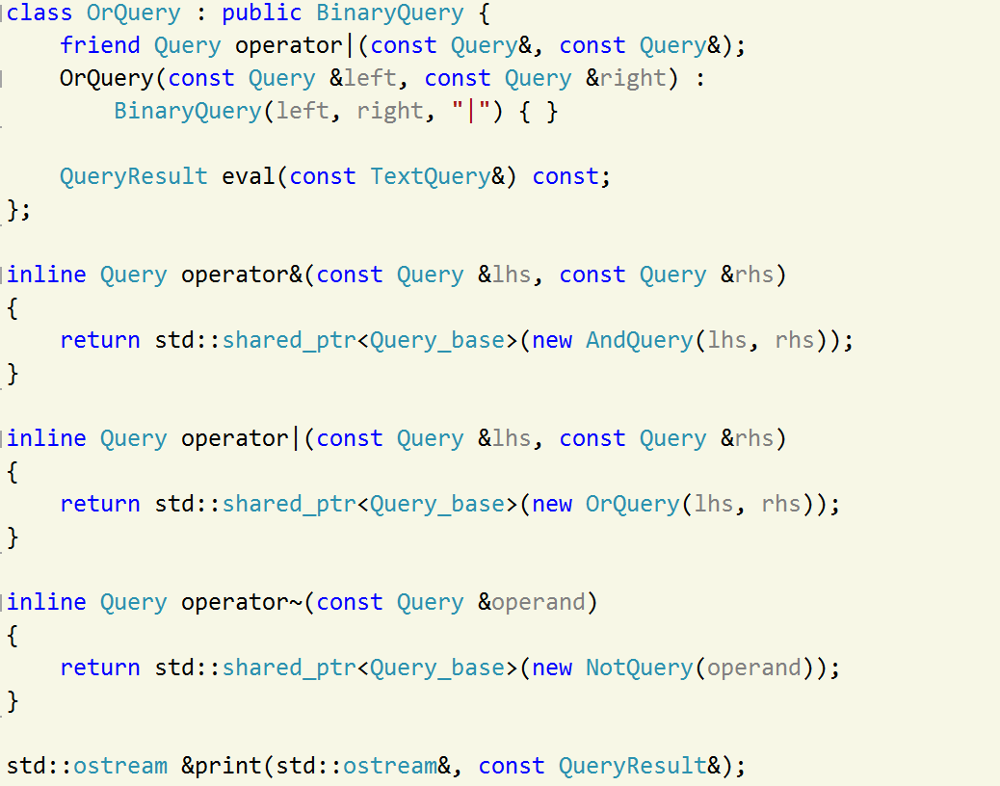 class OrQuery : public BinaryQuery {
    friend Query operator|(const Query&, const Query&);
    OrQuery(const Query &left, const Query &right) :
        BinaryQuery(left, right, "|") { }

    QueryResult eval(const TextQuery&) const;
};

inline Query operator&(const Query &lhs, const Query &rhs)
{
    return std::shared_ptr<Query_base>(new AndQuery(lhs, rhs));
}

inline Query operator|(const Query &lhs, const Query &rhs)
{
    return std::shared_ptr<Query_base>(new OrQuery(lhs, rhs));
}

inline Query operator~(const Query &operand)
{
    return std::shared_ptr<Query_base>(new NotQuery(operand));
}

std::ostream &print(std::ostream&, const QueryResult&);